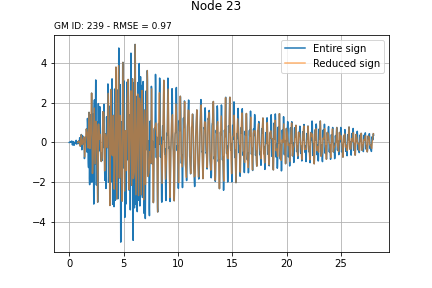 Node 23
GM ID: 239 - RMSE = 0.97
Entire sign
Reduced sign
4
2
0
−2
−4
0 5 10 15 20 25